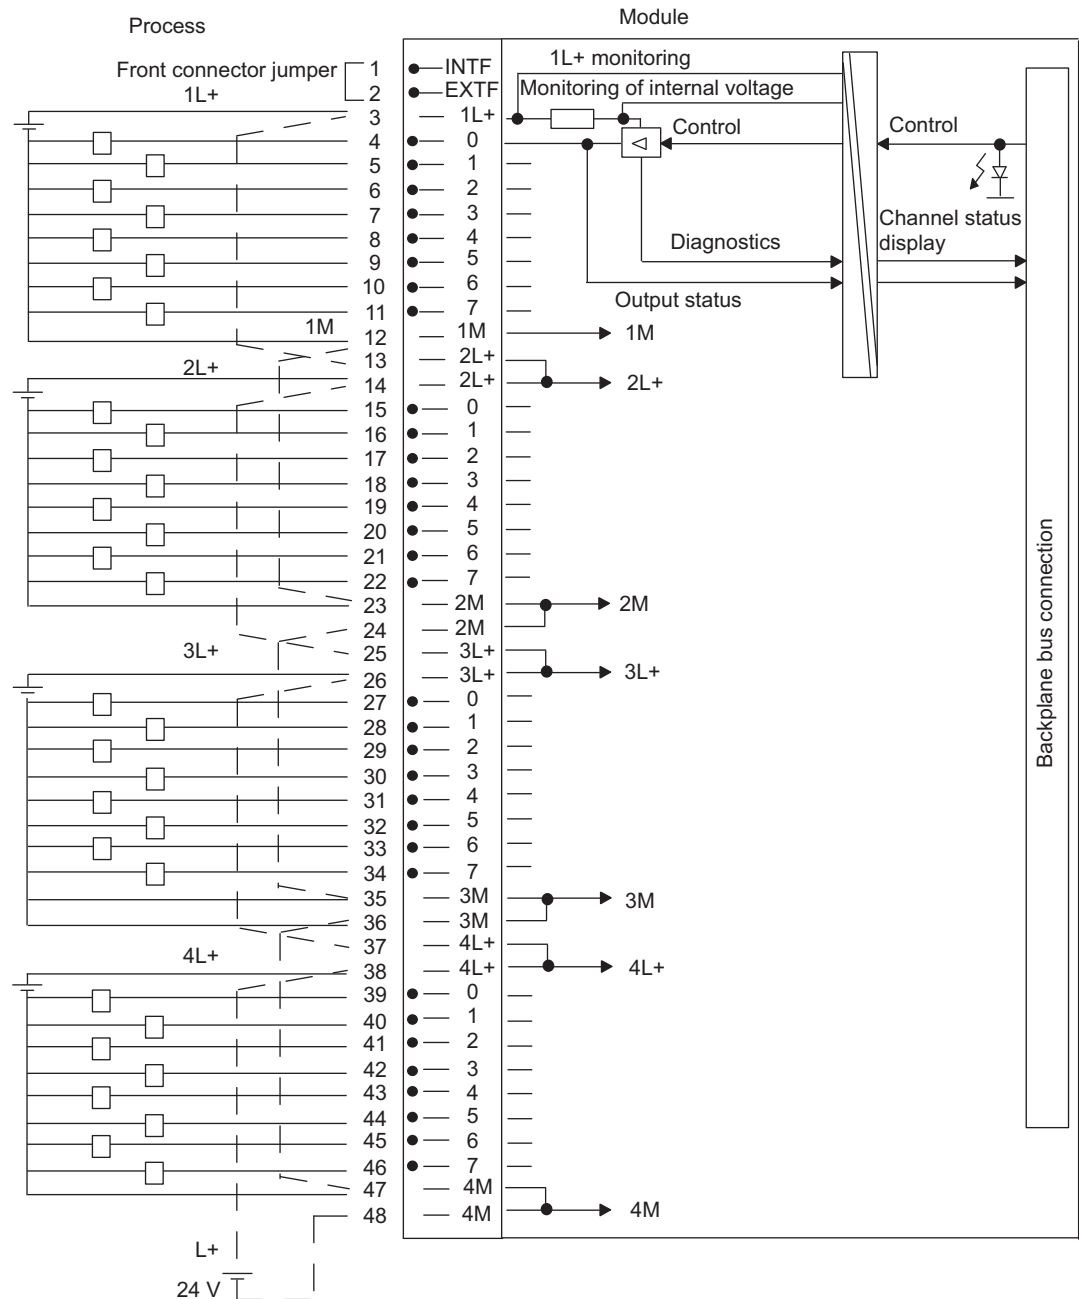 Process
Module
Front connector jumper 1 INTF 1L+ monitoring
2 EXTF Monitoring of internal voltage
1L+
3 1L+
4 0 Control Control
5 1
6 2
7 3 Channel status
8 4 Diagnostics display
9 5
10 6 Output status
11 7
1M
12 1M 1M
13 2L+
2L+
14 2L+ 2L+
15 0
16 1
17 2
18 3
19 4
20 5
21 6
22 7
23 2M 2M
24 2M
3L+
25 3L+
26 3L+ 3L+
27 0
28 1
29 2
30 3
31 4
32 5
33 6
34 7
35 3M 3M
36 3M
37 4L+
4L+
38 4L+ 4L+
39 0
40 1
41 2
42 3
43 4
44 5
45 6
46 7
47 4M
48 4M 4M
L+
24 V
Backplane bus connection